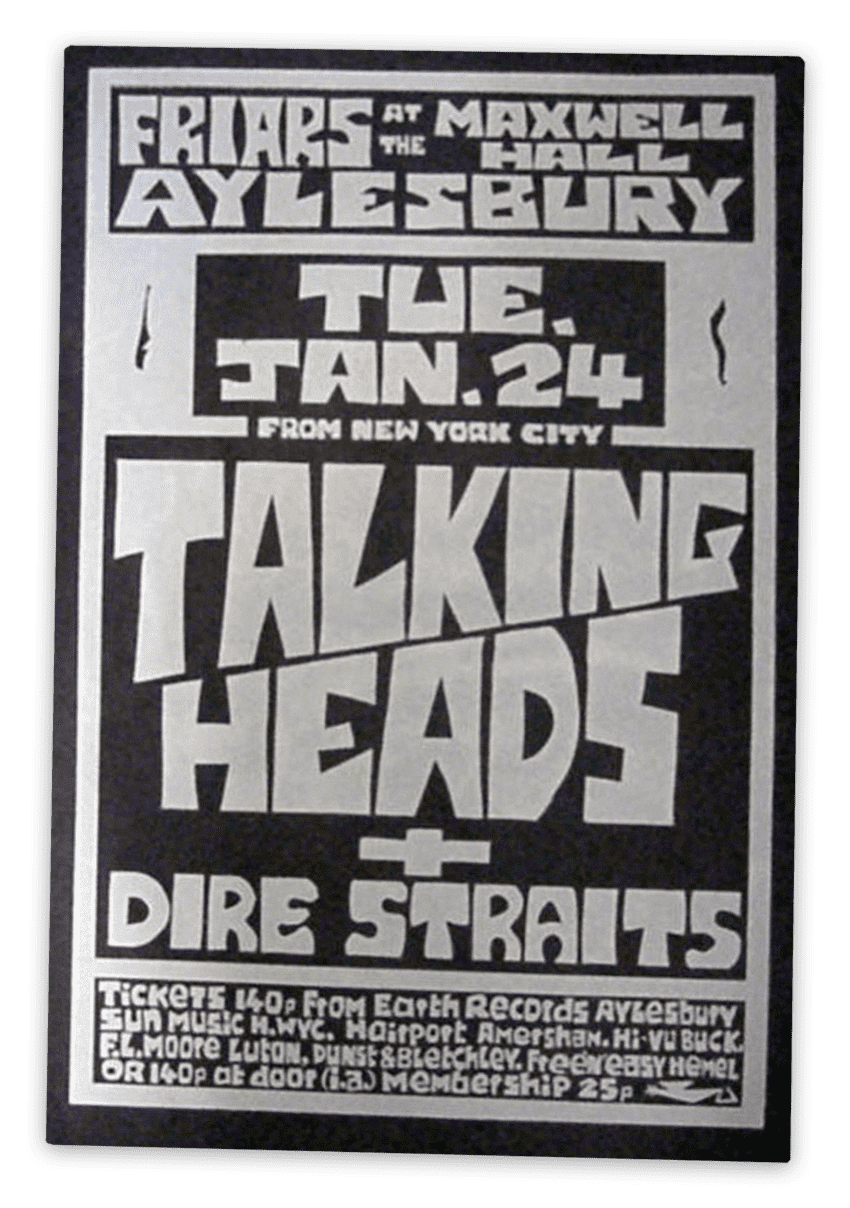 FRIARS AT THE MAXWELL HALL
AYLESBURY
TUE.
JAN. 24
FROM NEW YORK CITY
TALKING
HEADS
+
DIRE STRAITS
TICKETS 140p From Earth Records AYLesbury
Sun MUSIC H.WYC. Hairport Amersham. Hi-Vu BUCK.
F.L.MOORE LUTON, DUNST & BLetchLey. Free'n'easy HEMEL
OR 140p at door (i.a.) MEMBERSHIP 25p